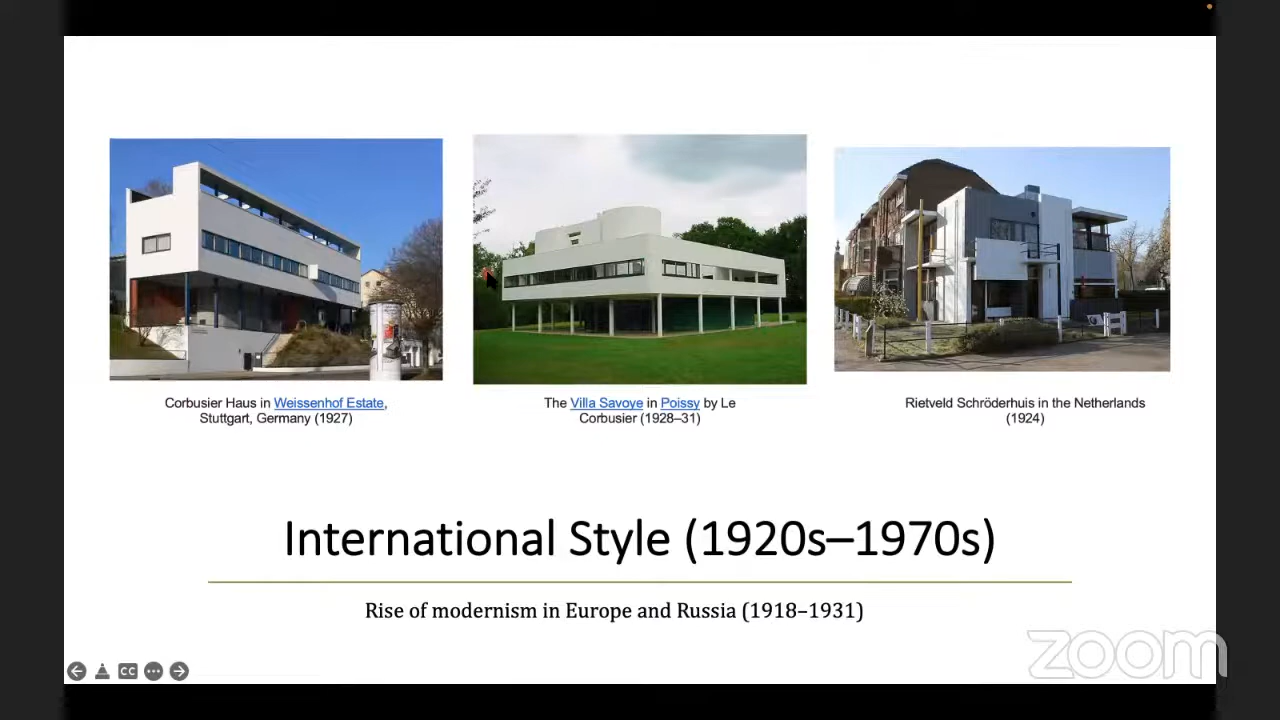 Corbusier Haus in Weissenhof Estate,
Stuttgart, Germany (1927)
The Villa Savoye in Poissy by Le
Corbusier (1928–31)
Rietveld Schröderhuis in the Netherlands
(1924)
International Style (1920s–1970s)
Rise of modernism in Europe and Russia (1918–1931)
CC
zoom